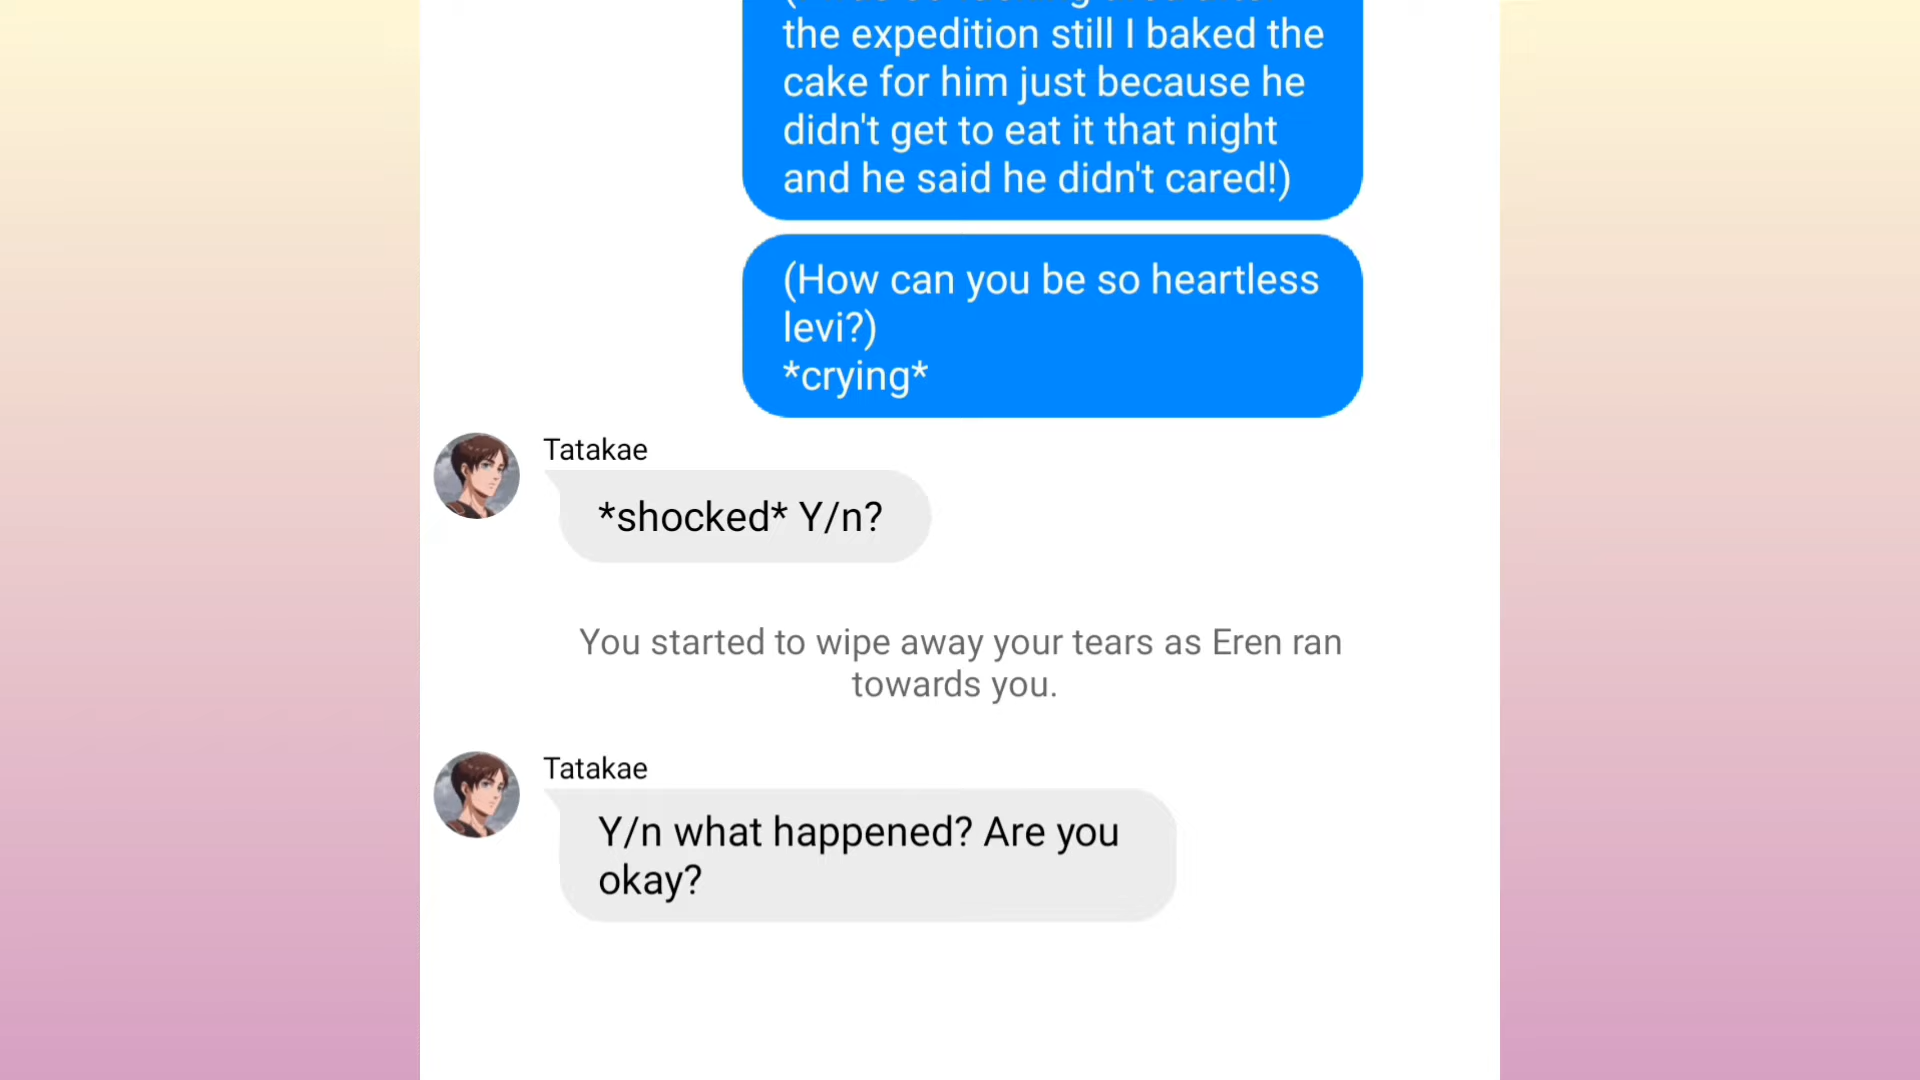 the expedition still I baked the
cake for him just because he
didn't get to eat it that night
and he said he didn't cared!)
(How can you be so heartless
levi?)
*crying*
Tatakae
*shocked* Y/n?
You started to wipe away your tears as Eren ran
towards you.
Tatakae
Y/n what happened? Are you
okay?